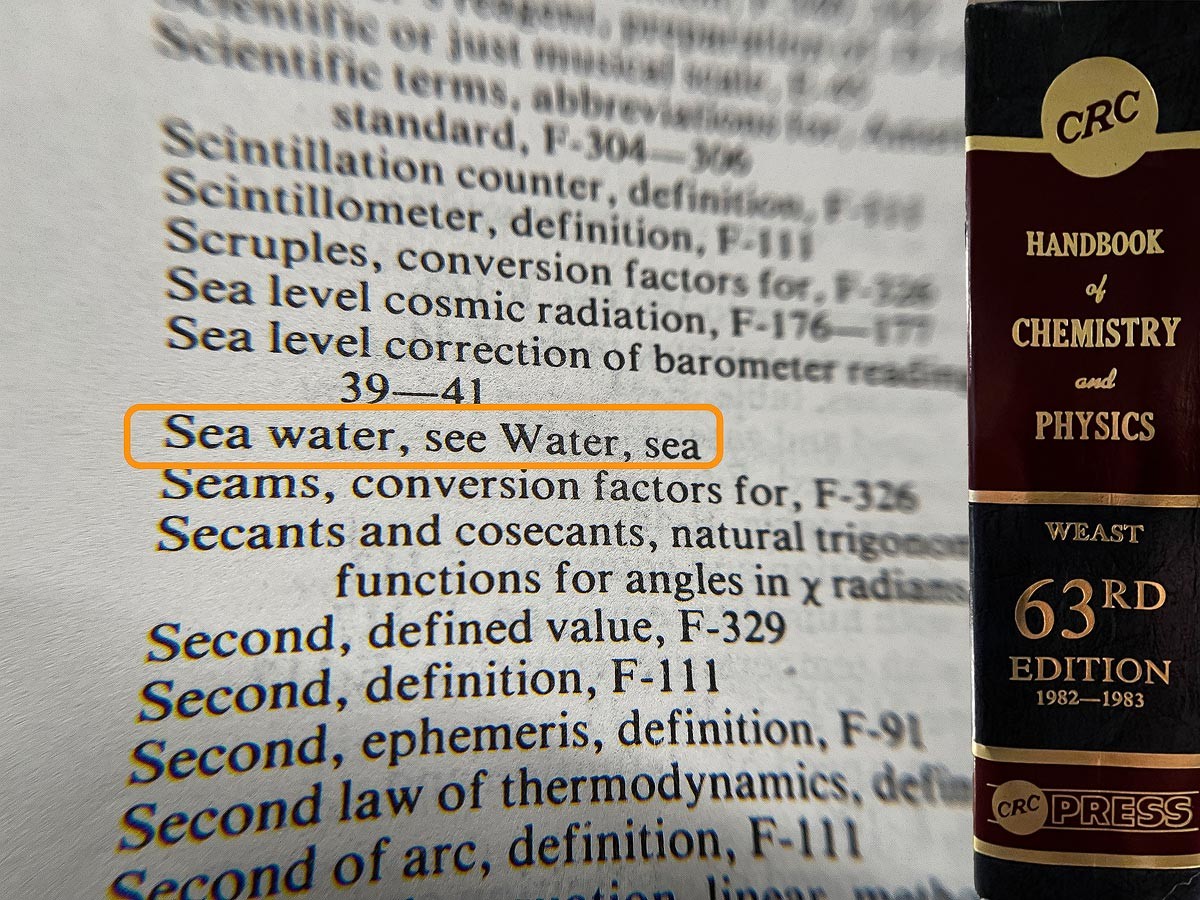 Scientific or just musical scale,
Scientific terms, abbreviations for,
standard, F-304—306
Scintillation counter, definition, F-111
Scintillometer, definition, F-111
Scruples, conversion factors for, F-326
Sea level cosmic radiation, F-176—177
Sea level correction of barometer reading
39—41
Sea water, see Water, sea
Seams, conversion factors for, F-326
Secants and cosecants, natural
functions for angles in χ radians
Second, defined value, F-329
Second, definition, F-111
Second, ephemeris, definition, F-91
Second law of thermodynamics,
Second of arc, definition, F-111
CRC
HANDBOOK
of
CHEMISTRY
and
PHYSICS
WEAST
63RD
EDITION
1982—1983
CRC PRESS